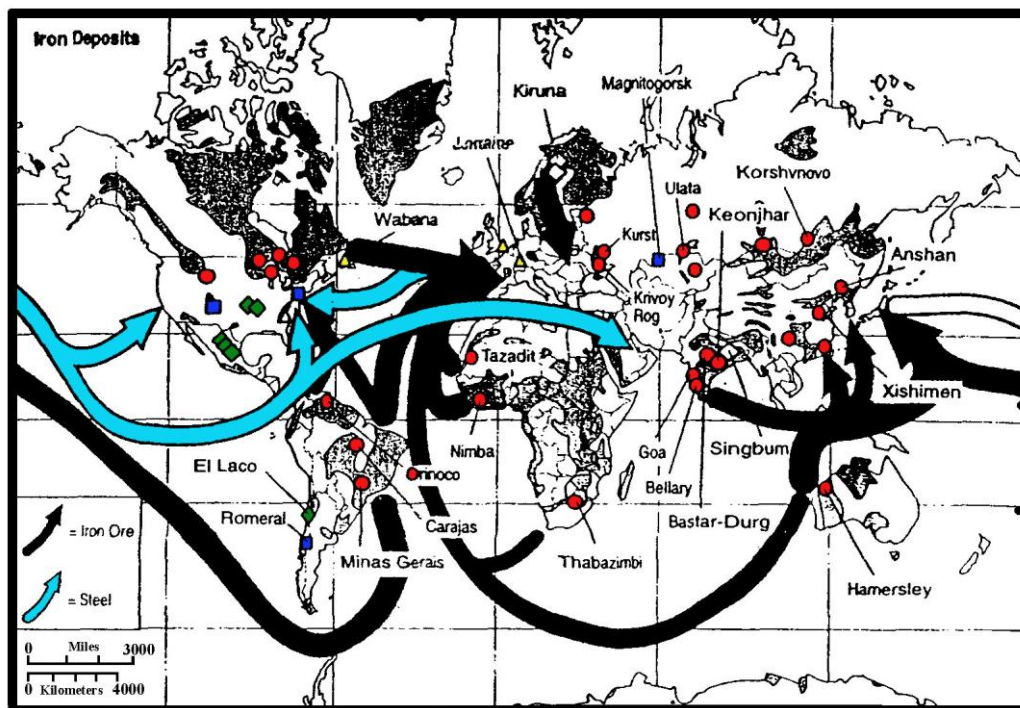 Iron Deposits
Kiruna
Magnitogorsk
Lorraine
Ulata
Korshvnovo
Wabana
Keonjhar
Kurst
Anshan
Krivoy
Rog
Tazadit
Xishimen
Nimba
Goa
Singbum
El Laco
Orinoco
Bellary
Romeral
Carajas
Bastar-Durg
= Iron Ore
Minas Gerais
Thabazimbi
Hamersley
= Steel
0 Miles 3000
0 Kilometers 4000